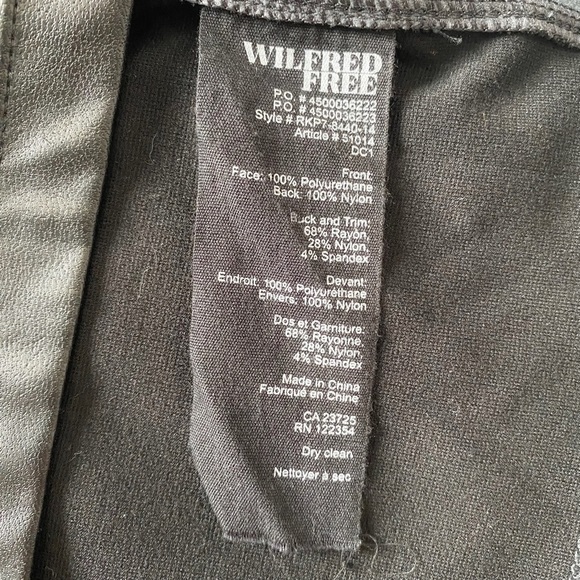 WILFRED
FREE
P.O. # 4500036222
P.O. # 4500036223
Style # RKP7-8440-14
Article # 51014
DC1
Front:
Face: 100% Polyurethane
Back: 100% Nylon
Back and Trim:
68% Rayon,
28% Nylon,
4% Spandex
Devant:
Endroit: 100% Polyuréthane
Envers: 100% Nylon
Dos et Garniture:
68% Rayonne,
28% Nylon,
4% Spandex
Made in China
Fabriqué en Chine
CA 23725
RN 122354
Dry clean
Nettoyer à sec